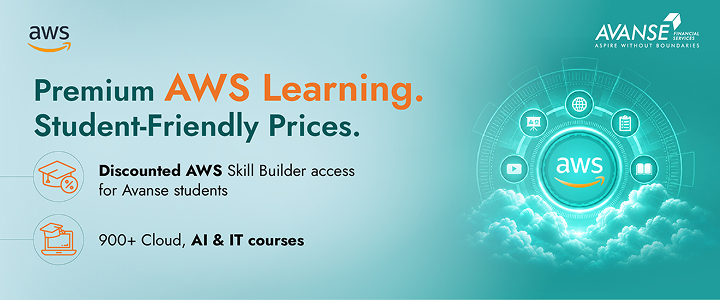 aws
AVANSE
FINANCIAL
SERVICES
ASPIRE WITHOUT BOUNDARIES
Premium AWS Learning.
Student-Friendly Prices.
Discounted AWS Skill Builder access
for Avanse students
900+ Cloud, AI & IT courses
aws